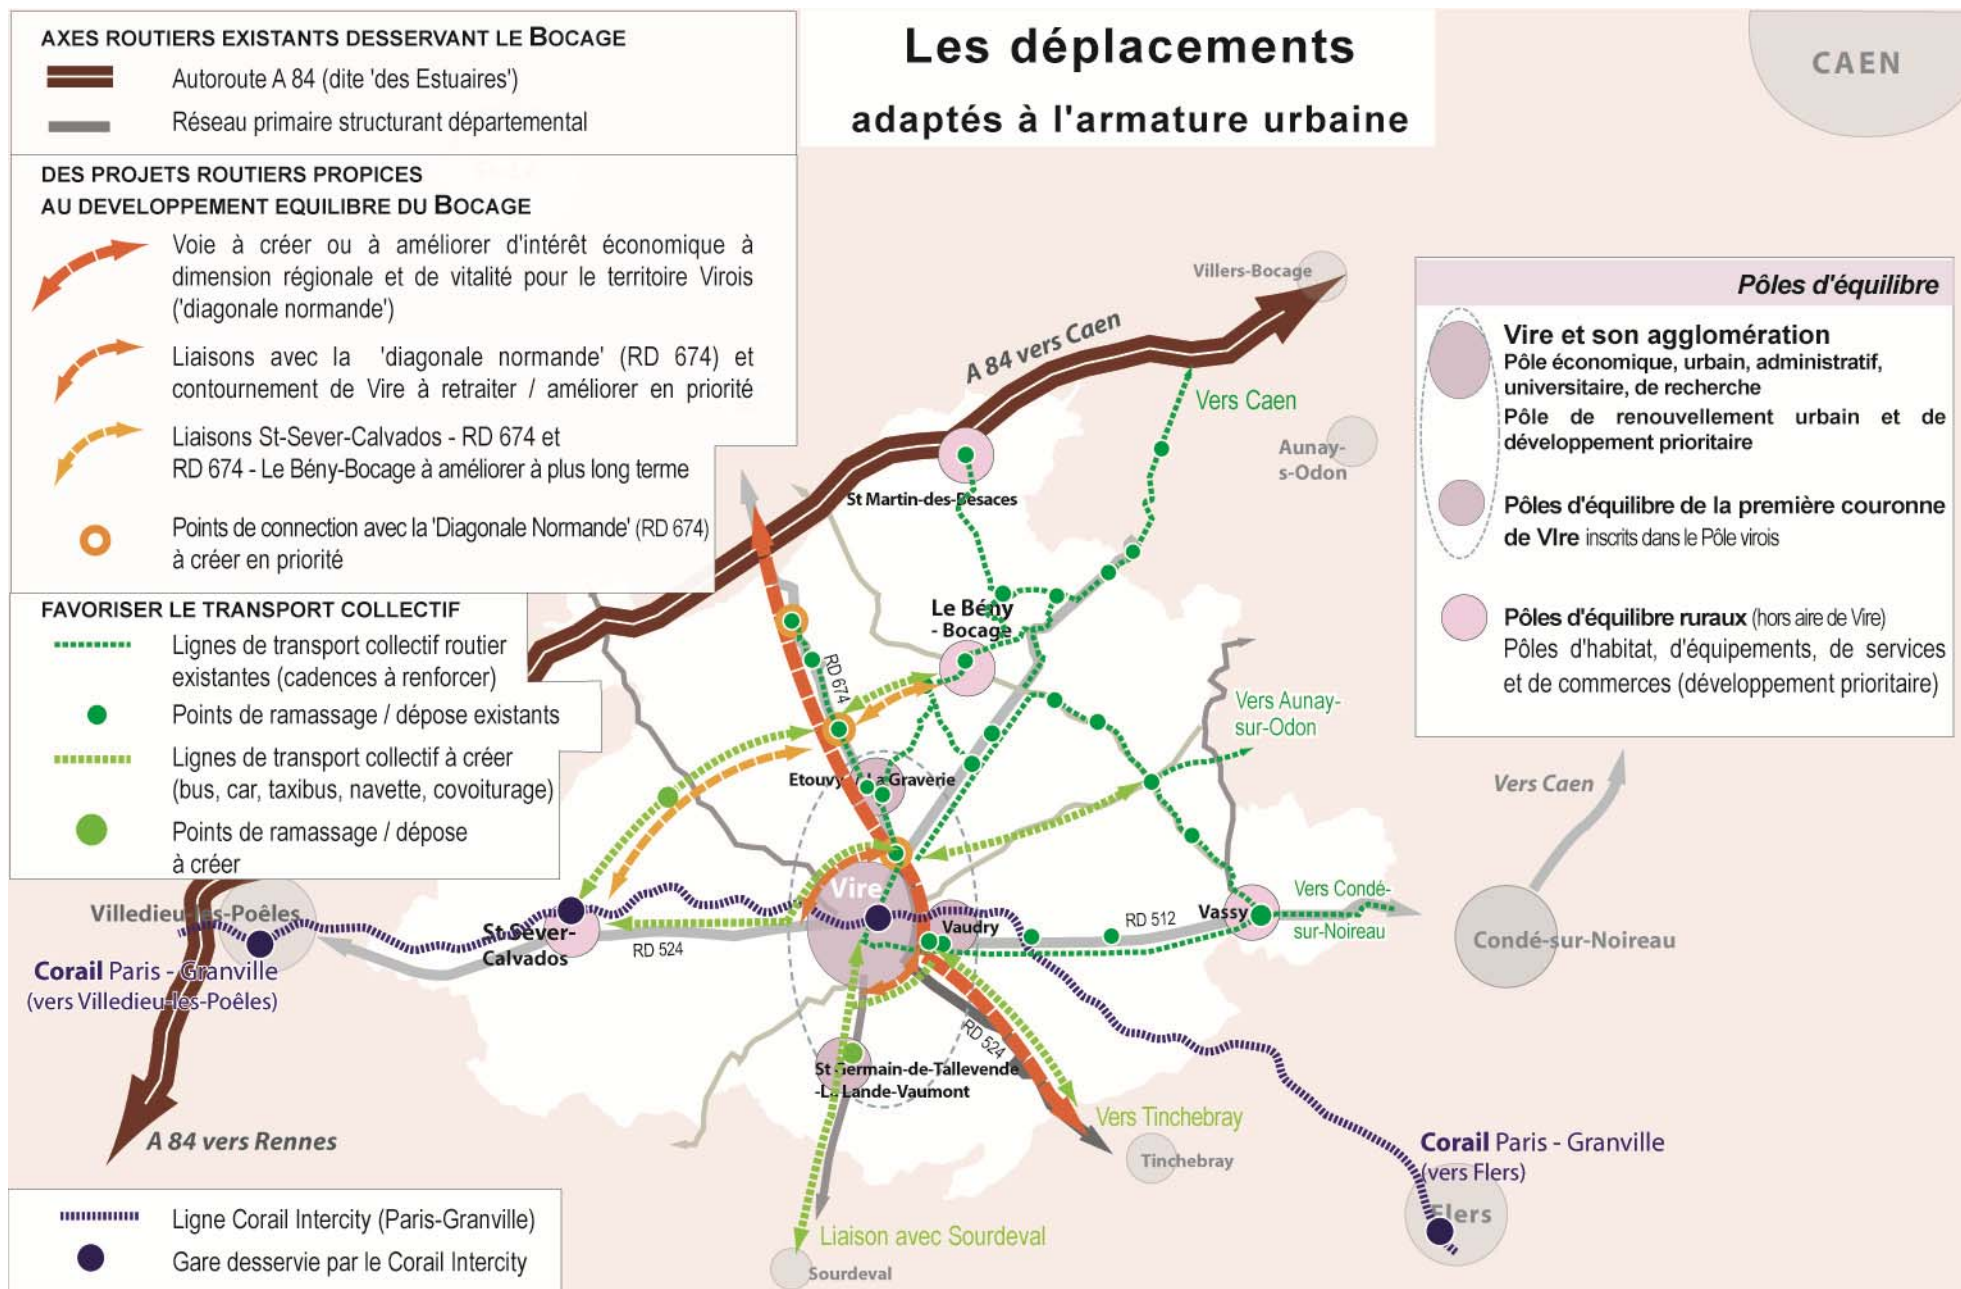 Les déplacements
adaptés à l'armature urbaine
AXES ROUTIERS EXISTANTS DESSERVANT LE BOCAGE
Autoroute A 84 (dite 'des Estuaires')
Réseau primaire structurant départemental
DES PROJETS ROUTIERS PROPICES
AU DEVELOPPEMENT EQUILIBRE DU BOCAGE
Voie à créer ou à améliorer d'intérêt économique à
dimension régionale et de vitalité pour le territoire Virois
('diagonale normande')
Liaisons avec la 'diagonale normande' (RD 674) et
contournement de Vire à retraiter / améliorer en priorité
Liaisons St-Sever-Calvados - RD 674 et
RD 674 - Le Bény-Bocage à améliorer à plus long terme
Points de connection avec la 'Diagonale Normande' (RD 674)
à créer en priorité
FAVORISER LE TRANSPORT COLLECTIF
Lignes de transport collectif routier
existantes (cadences à renforcer)
Points de ramassage / dépose existants
Lignes de transport collectif à créer
(bus, car, taxibus, navette, covoiturage)
Points de ramassage / dépose
à créer
Ligne Corail Intercity (Paris-Granville)
Gare desservie par le Corail Intercity
Pôles d'équilibre
Vire et son agglomération
Pôle économique, urbain, administratif,
universitaire, de recherche
Pôle de renouvellement urbain et de
développement prioritaire
Pôles d'équilibre de la première couronne
de VIre inscrits dans le Pôle virois
Pôles d'équilibre ruraux (hors aire de Vire)
Pôles d'habitat, d'équipements, de services
et de commerces (développement prioritaire)
CAEN
Villers-Bocage
A 84 vers Caen
Vers Caen
Aunay-
s-Odon
St Martin-des-Besaces
Le Bény
- Bocage
RD 674
Vers Aunay-
sur-Odon
Etouvy / La Graverie
Vers Caen
Vire
Villedieu-les-Poêles
St Sever-
Calvados
RD 524
Vaudry
RD 512
Vassy
Vers Condé-
sur-Noireau
Condé-sur-Noireau
Corail Paris - Granville
(vers Villedieu-les-Poêles)
RD 524
St Germain-de-Tallevende
-La Lande-Vaumont
A 84 vers Rennes
Vers Tinchebray
Tinchebray
Corail Paris - Granville
(vers Flers)
Flers
Liaison avec Sourdeval
Sourdeval